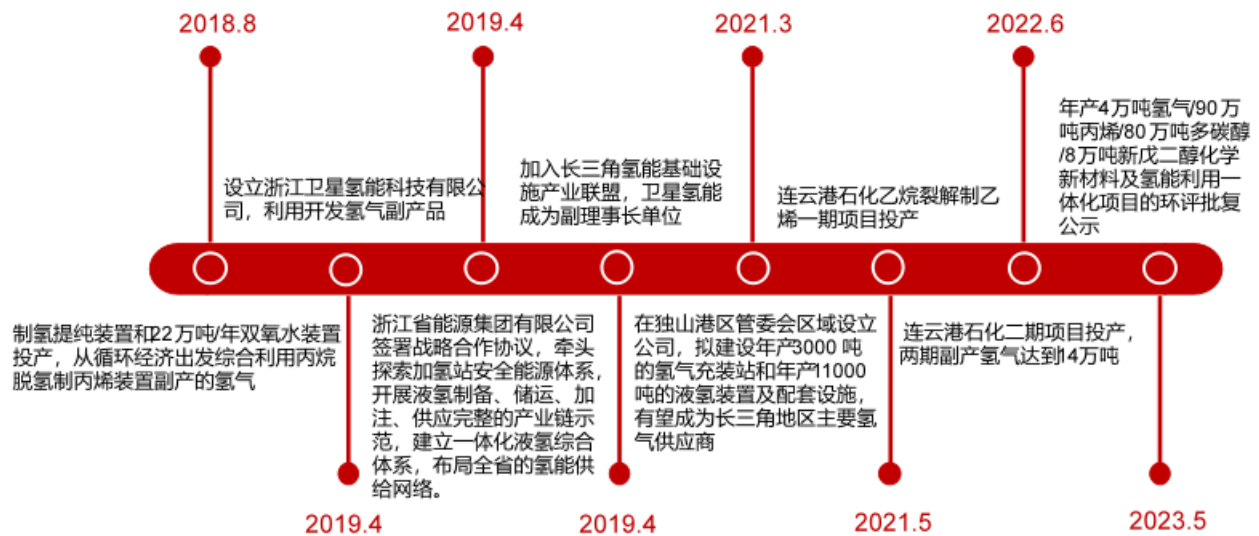 2018.8
2019.4
2021.3
2022.6
设立浙江卫星氢能科技有限公
司，利用开发氢气副产品
加入长三角氢能基础设
施产业联盟，卫星氢能
成为副理事长单位
连云港石化乙烷裂解制乙
烯一期项目投产
年产4万吨氢气/90万
吨丙烯/80万吨多碳醇
/8万吨新戊二醇化学
新材料及氢能利用一
体化项目的环评批复
公示
制氢提纯装置和22万吨/年双氧水装置
投产，从循环经济出发综合利用丙烷
脱氢制丙烯装置副产的氢气
浙江省能源集团有限公司
签署战略合作协议，牵头
探索加氢站安全能源体系，
开展液氢制备、储运、加
注、供应完整的产业链示
范，建立一体化液氢综合
体系，布局全省的氢能供
给网络。
在独山港区管委会区域设立
公司，拟建设年产3000 吨
的氢气充装站和年产11000
吨的液氢装置及配套设施，
有望成为长三角地区主要氢
气供应商
连云港石化二期项目投产，
两期副产氢气达到14万吨
2019.4
2019.4
2021.5
2023.5